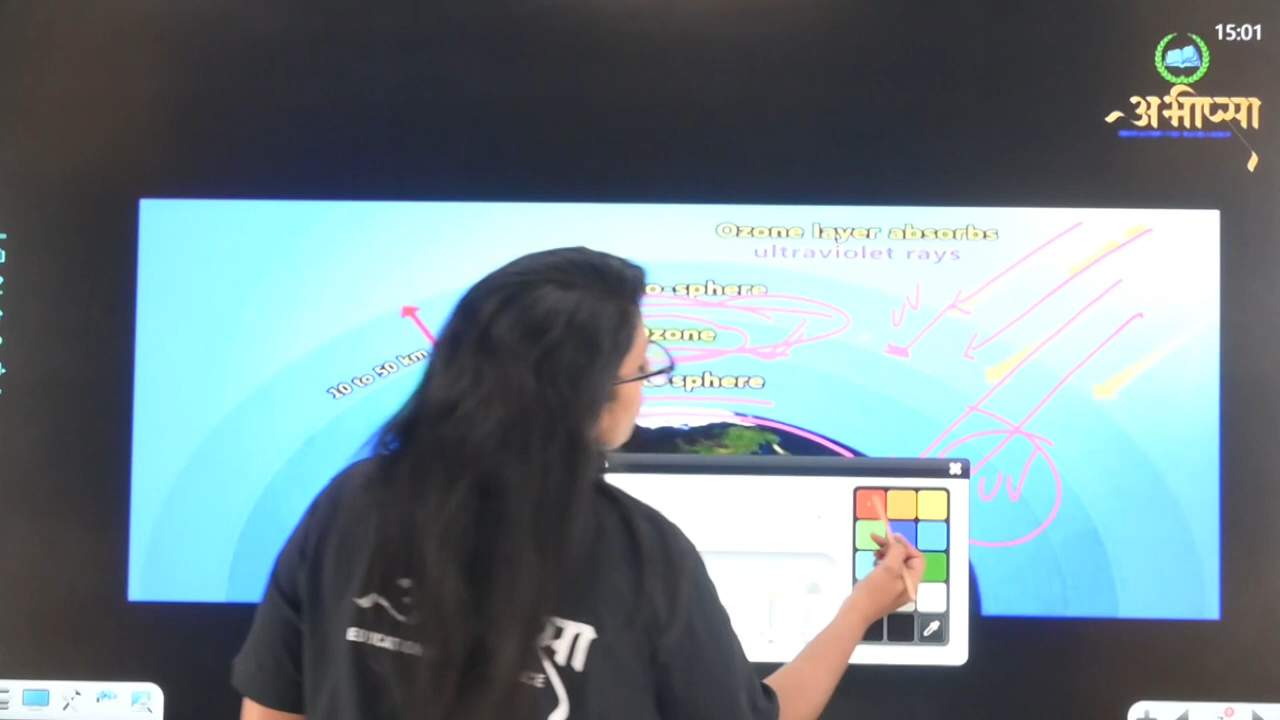 15:01
अभीप्सा
Ozone layer absorbs
ultraviolet rays
o-sphere
Ozone
sphere
10 to 50 km
UV
UV